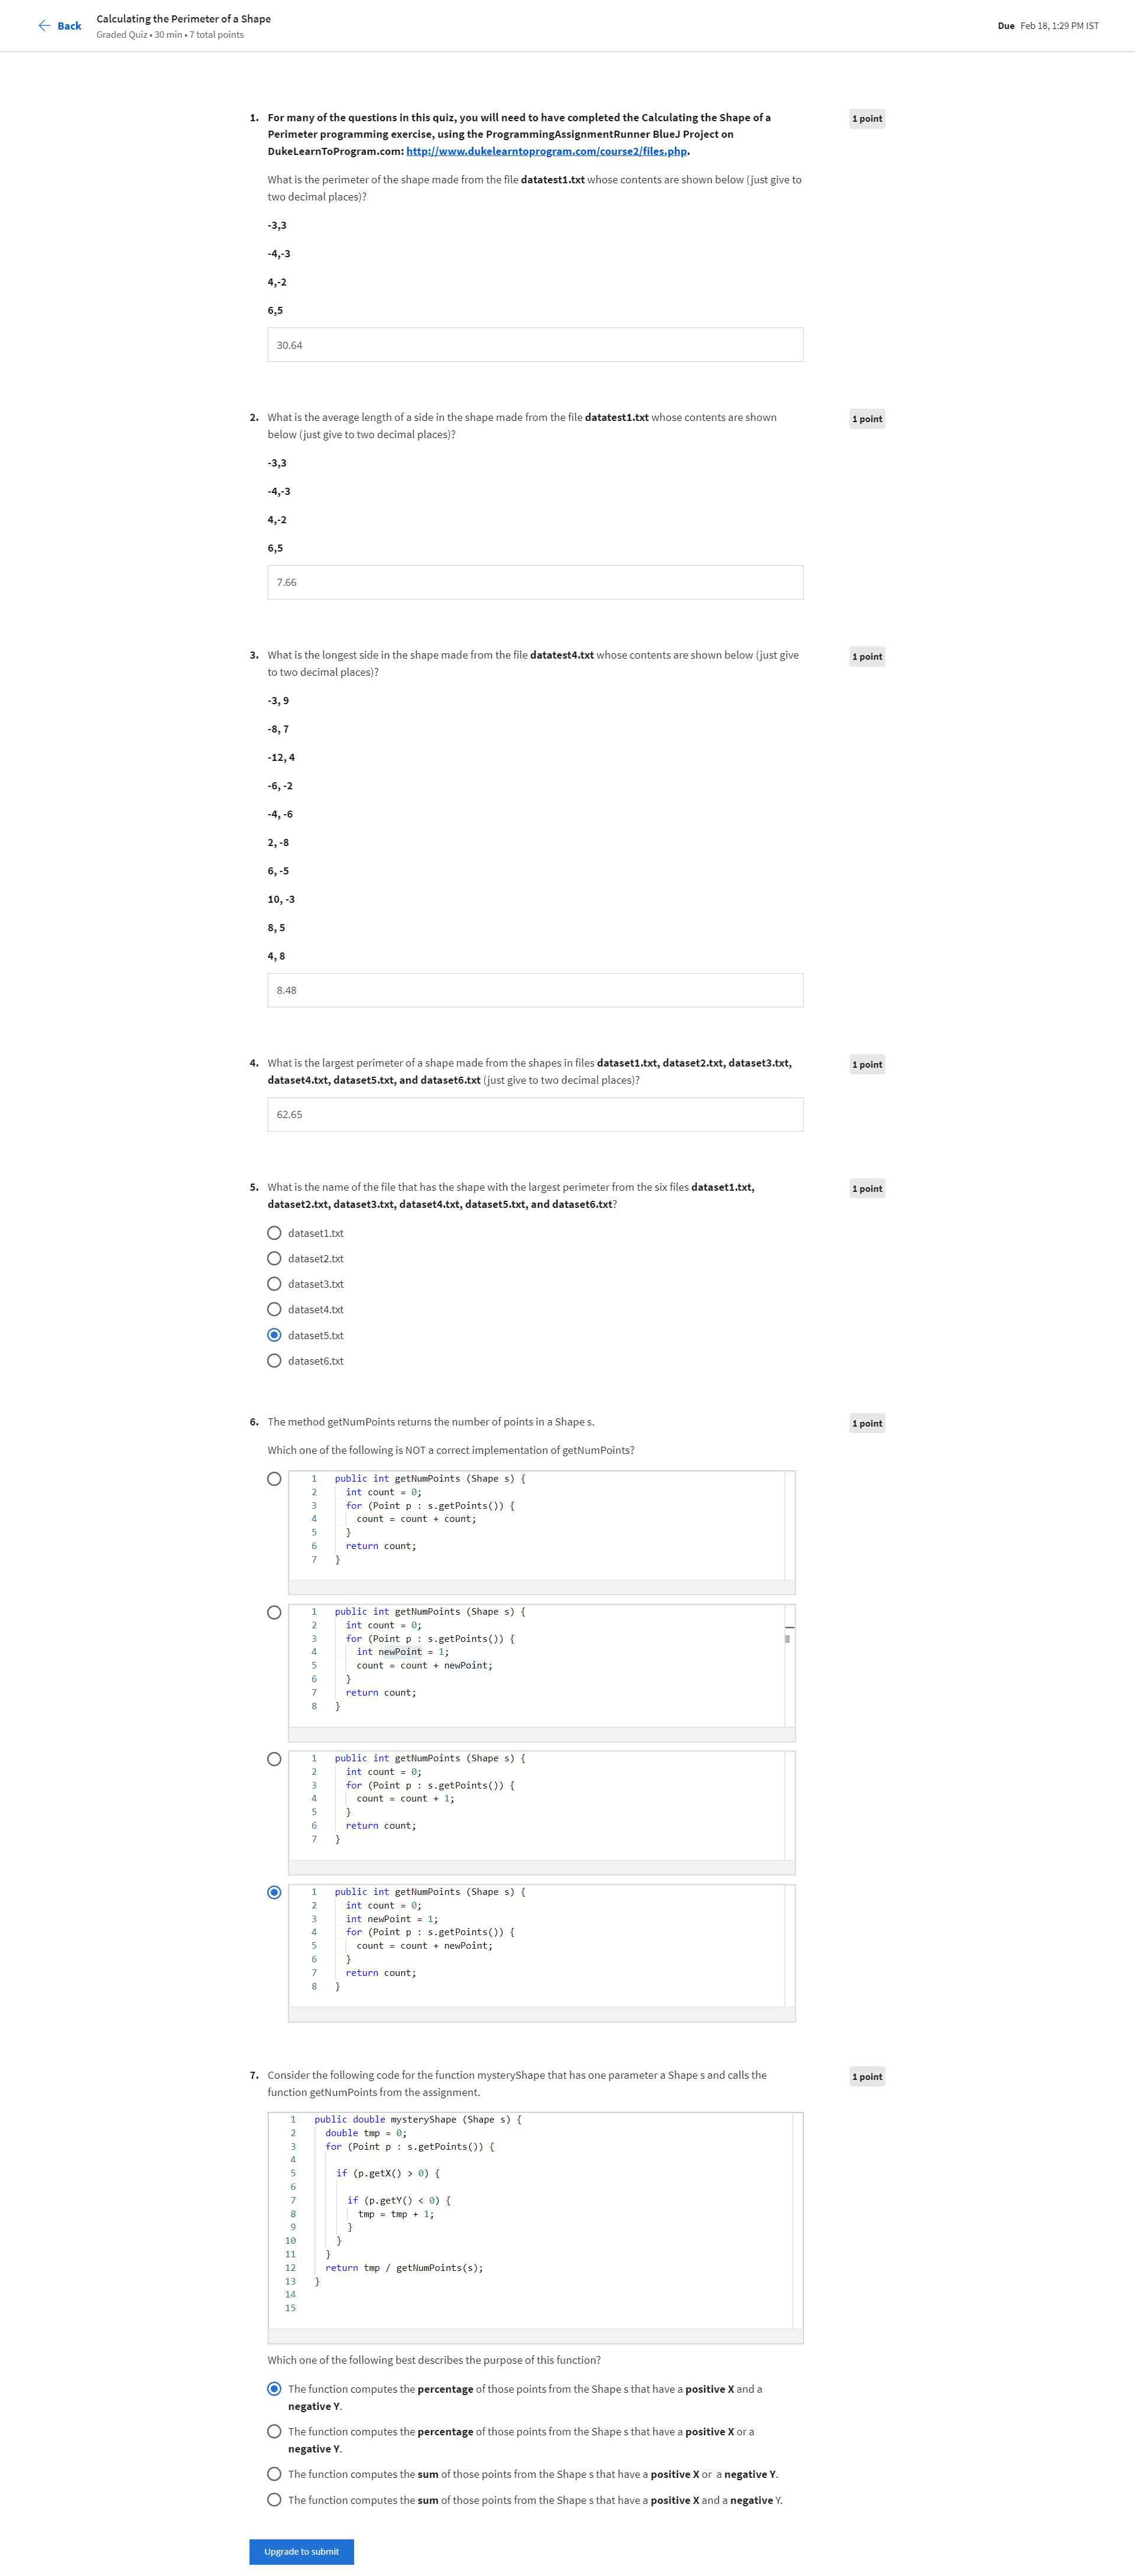 Back
Calculating the Perimeter of a Shape
Graded Quiz • 30 min • 7 total points
Due Feb 18, 1:29 PM IST
1. For many of the questions in this quiz, you will need to have completed the Calculating the Shape of a
Perimeter programming exercise, using the ProgrammingAssignmentRunner BlueJ Project on
DukeLearnToProgram.com: http://www.dukelearntoprogram.com/course2/files.php.
1 point
What is the perimeter of the shape made from the file datatest1.txt whose contents are shown below (just give to
two decimal places)?
-3,3
-4,-3
4,-2
6,5
30.64
2. What is the average length of a side in the shape made from the file datatest1.txt whose contents are shown
below (just give to two decimal places)?
1 point
-3,3
-4,-3
4,-2
6,5
7.66
3. What is the longest side in the shape made from the file datatest4.txt whose contents are shown below (just give
to two decimal places)?
1 point
-3, 9
-8, 7
-12, 4
-6, -2
-4, -6
2, -8
6, -5
10, -3
8, 5
4, 8
8.48
4. What is the largest perimeter of a shape made from the shapes in files dataset1.txt, dataset2.txt, dataset3.txt,
dataset4.txt, dataset5.txt, and dataset6.txt (just give to two decimal places)?
1 point
62.65
5. What is the name of the file that has the shape with the largest perimeter from the six files dataset1.txt,
dataset2.txt, dataset3.txt, dataset4.txt, dataset5.txt, and dataset6.txt?
1 point
dataset1.txt
dataset2.txt
dataset3.txt
dataset4.txt
dataset5.txt
dataset6.txt
6. The method getNumPoints returns the number of points in a Shape s.
1 point
Which one of the following is NOT a correct implementation of getNumPoints?
1 public int getNumPoints (Shape s) {
2 int count = 0;
3 for (Point p : s.getPoints()) {
4 count = count + count;
5 }
6 return count;
7 }
1 public int getNumPoints (Shape s) {
2 int count = 0;
3 for (Point p : s.getPoints()) {
4 int newPoint = 1;
5 count = count + newPoint;
6 }
7 return count;
8 }
1 public int getNumPoints (Shape s) {
2 int count = 0;
3 for (Point p : s.getPoints()) {
4 count = count + 1;
5 }
6 return count;
7 }
1 public int getNumPoints (Shape s) {
2 int count = 0;
3 int newPoint = 1;
4 for (Point p : s.getPoints()) {
5 count = count + newPoint;
6 }
7 return count;
8 }
7. Consider the following code for the function mysteryShape that has one parameter a Shape s and calls the
function getNumPoints from the assignment.
1 point
1 public double mysteryShape (Shape s) {
2 double tmp = 0;
3 for (Point p : s.getPoints()) {
4
5 if (p.getX() > 0) {
6
7 if (p.getY() < 0) {
8 tmp = tmp + 1;
9 }
10 }
11 }
12 return tmp / getNumPoints(s);
13 }
14
15
Which one of the following best describes the purpose of this function?
The function computes the percentage of those points from the Shape s that have a positive X and a
negative Y.
The function computes the percentage of those points from the Shape s that have a positive X or a
negative Y.
The function computes the sum of those points from the Shape s that have a positive X or a negative Y.
The function computes the sum of those points from the Shape s that have a positive X and a negative Y.
Upgrade to submit